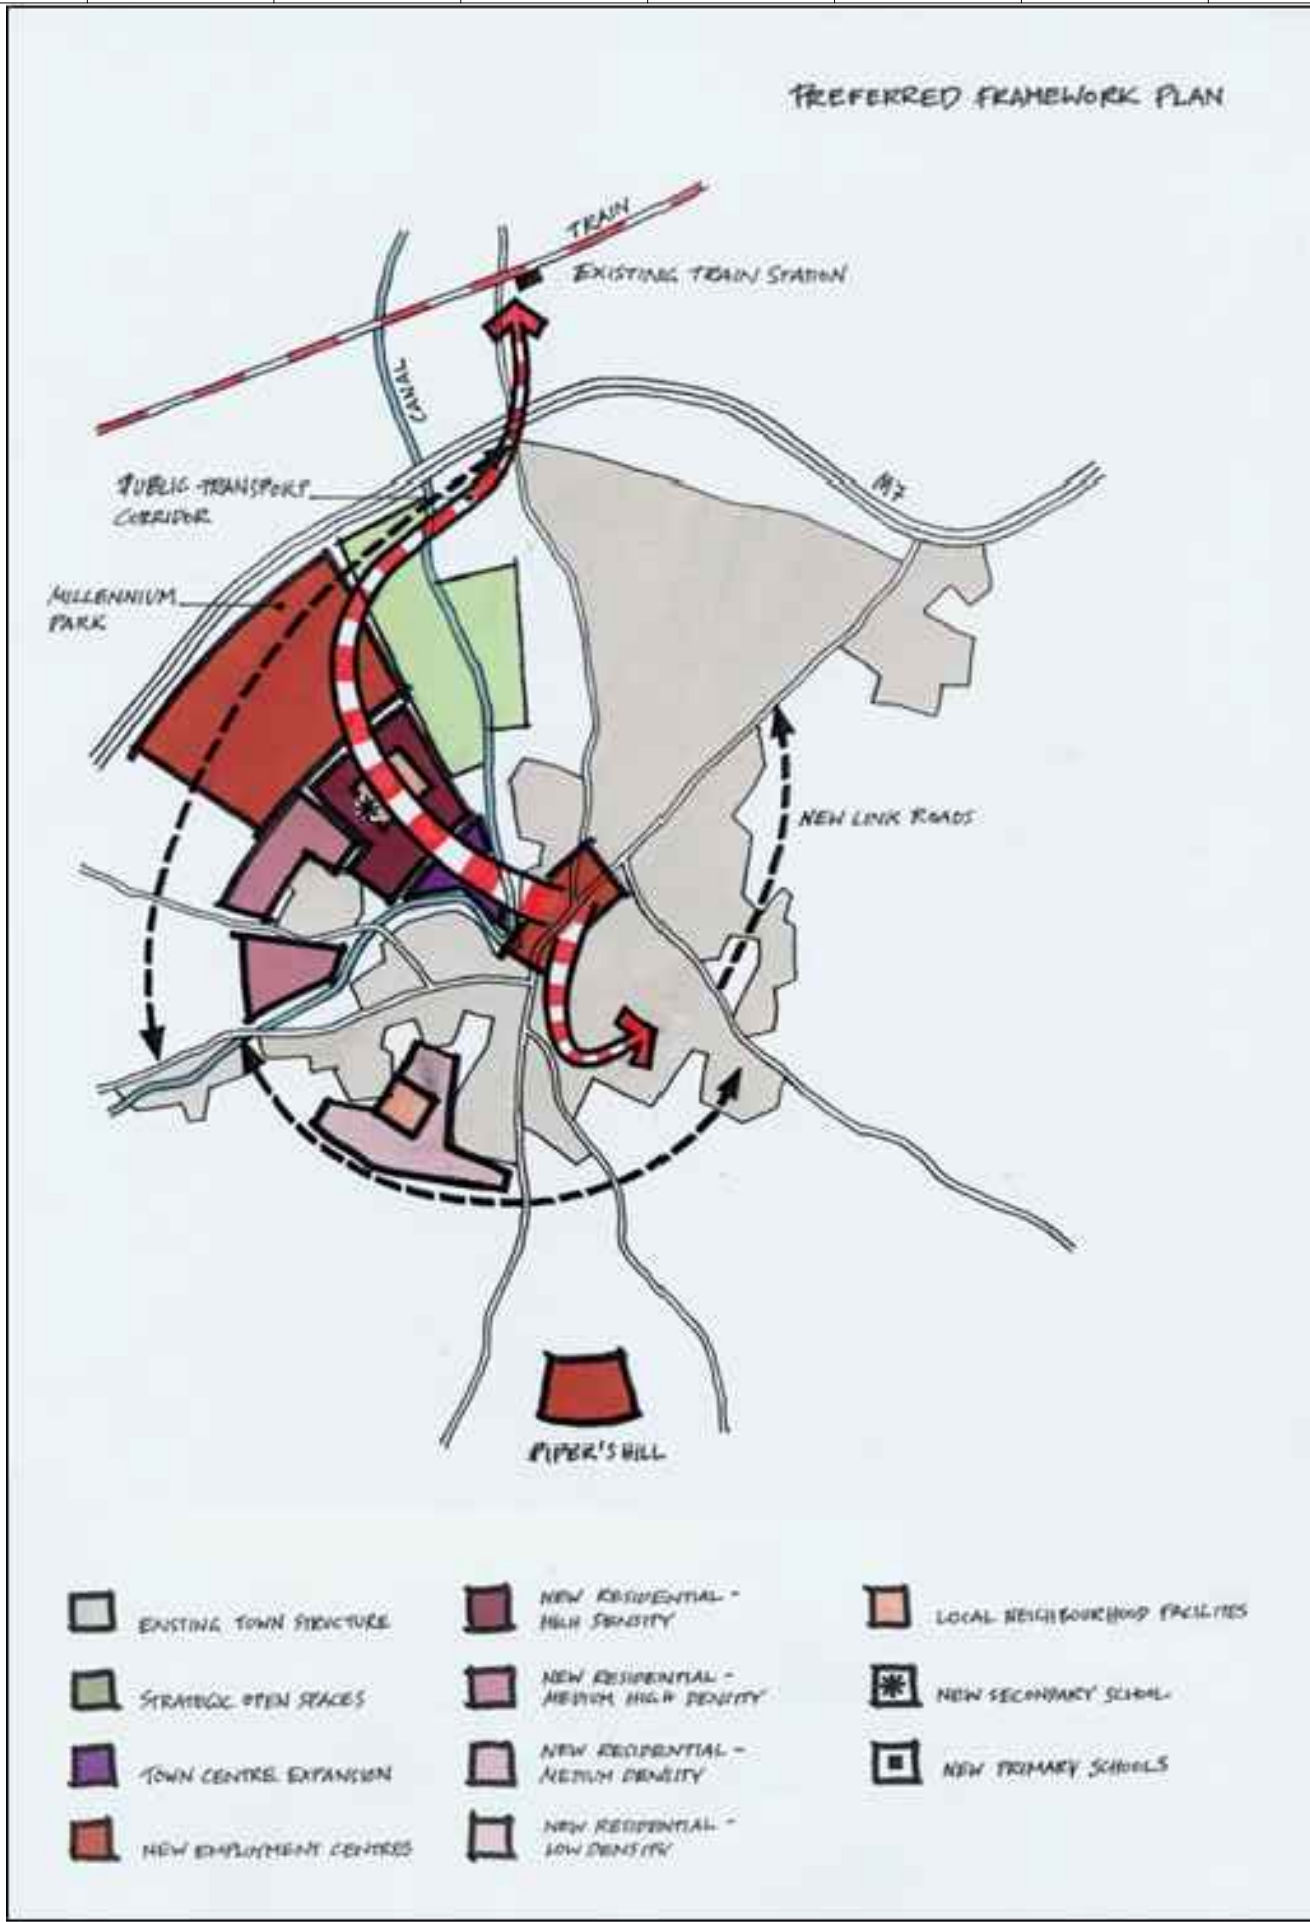 PREFERRED FRAMEWORK PLAN
TRAIN
EXISTING TRAIN STATION
CANAL
PUBLIC TRANSPORT
CORRIDOR
M7
MILLENNIUM
PARK
NEW LINK ROADS
PIPER'S HILL
EXISTING TOWN STRUCTURE
STRATEGIC OPEN SPACES
TOWN CENTRE EXPANSION
NEW EMPLOYMENT CENTRES
NEW RESIDENTIAL -
HIGH DENSITY
NEW RESIDENTIAL -
MEDIUM HIGH DENSITY
NEW RESIDENTIAL -
MEDIUM DENSITY
NEW RESIDENTIAL -
LOW DENSITY
LOCAL NEIGHBOURHOOD FACILITES
NEW SECONDARY SCHOOL
NEW PRIMARY SCHOOLS